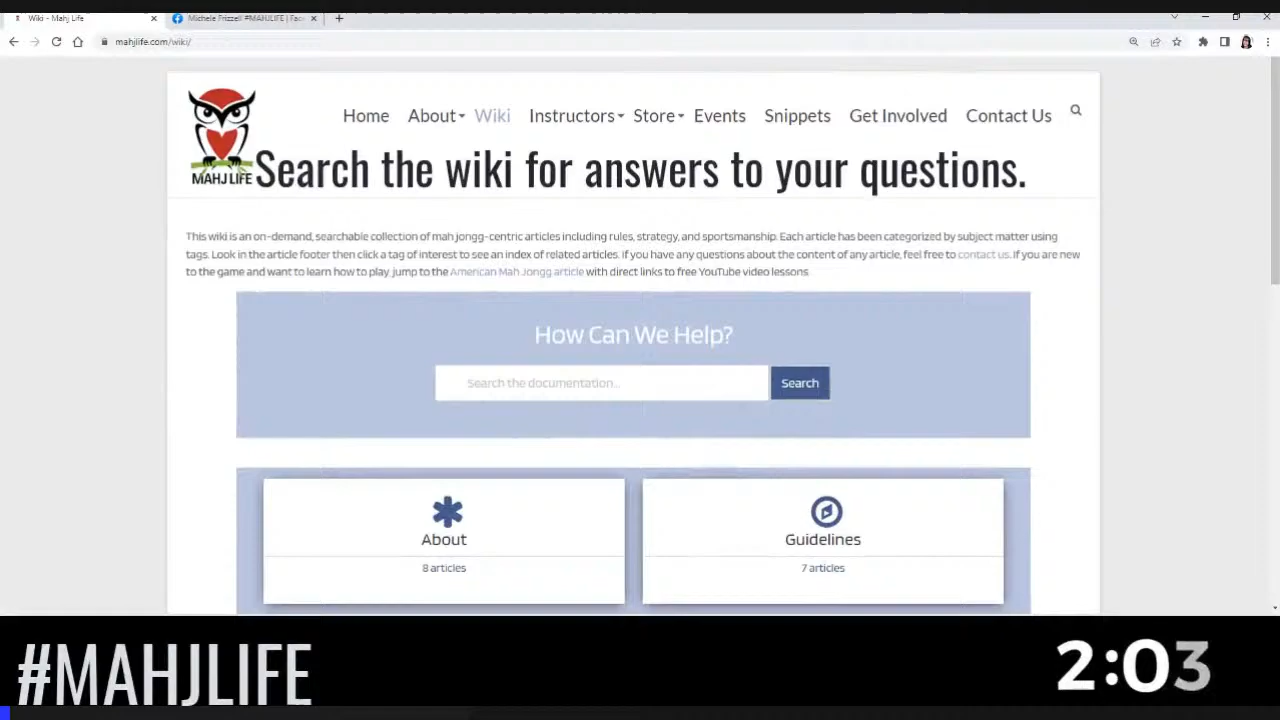 Wiki - Mahj Life
Michele Frizzell #MAHJLIFE | Fac
mahjlife.com/wiki/
Home About Wiki Instructors Store Events Snippets Get Involved Contact Us
MAHJ LIFE
Search the wiki for answers to your questions.
This wiki is an on-demand, searchable collection of mah jongg-centric articles including rules, strategy, and sportsmanship. Each article has been categorized by subject matter using
tags. Look in the article footer then click a tag of interest to see an index of related articles. If you have any questions about the content of any article, feel free to contact us. If you are new
to the game and want to learn how to play, jump to the American Mah Jongg article with direct links to free YouTube video lessons.
How Can We Help?
Search the documentation...
Search
About
8 articles
Guidelines
7 articles
#MAHJLIFE
2:03